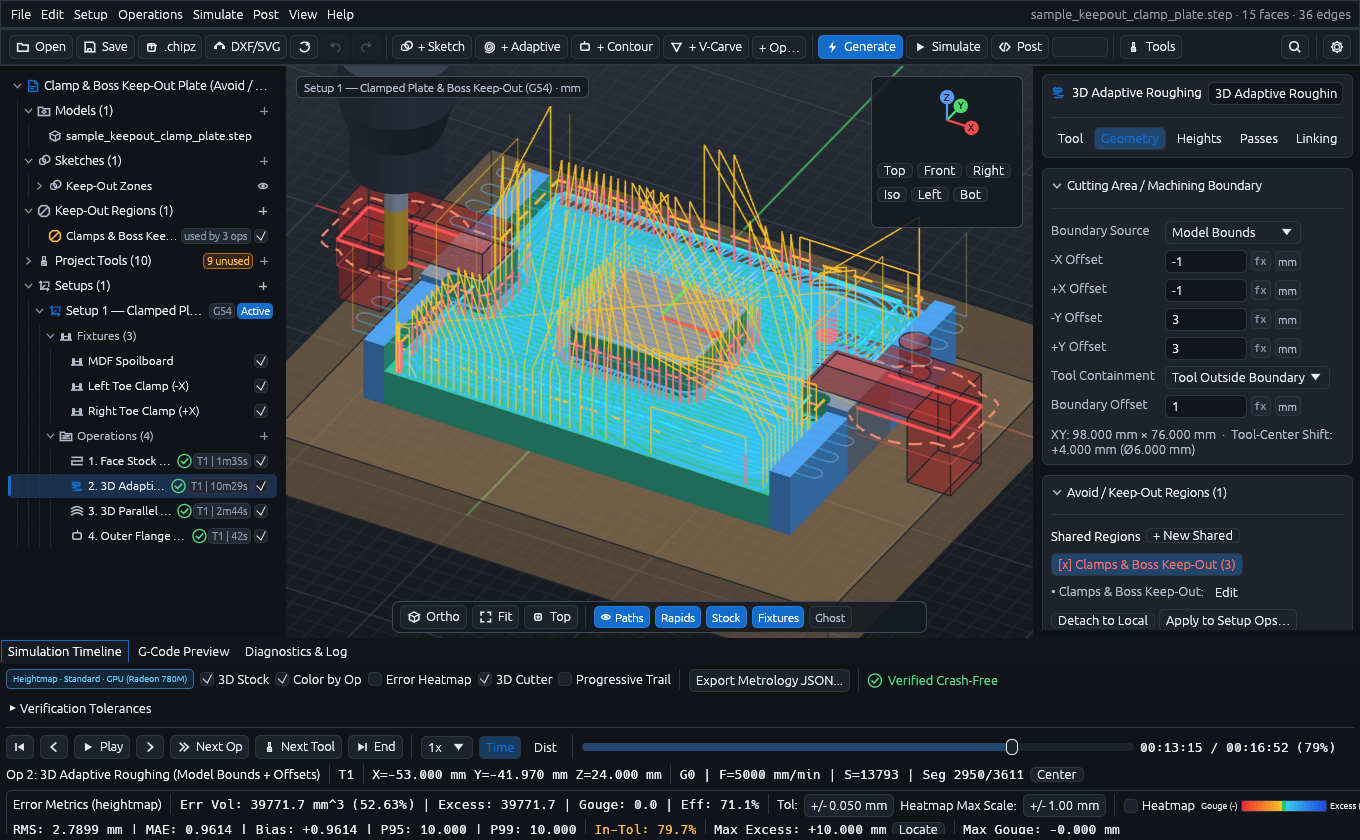 File Edit Setup Operations Simulate Post View Help
sample_keepout_clamp_plate.step · 15 faces · 36 edges
Open Save .chipz DXF/SVG + Sketch + Adaptive + Contour + V-Carve + Op… Generate Simulate Post Tools
Clamp & Boss Keep-Out Plate (Avoid / …
Models (1)
sample_keepout_clamp_plate.step
Sketches (1)
Keep-Out Zones
Keep-Out Regions (1)
Clamps & Boss Kee… used by 3 ops
Project Tools (10) 9 unused
Setups (1)
Setup 1 — Clamped Pl… G54 Active
Fixtures (3)
MDF Spoilboard
Left Toe Clamp (-X)
Right Toe Clamp (+X)
Operations (4)
1. Face Stock … T1 | 1m35s
2. 3D Adapti… T1 | 10m29s
3. 3D Parallel … T1 | 2m44s
4. Outer Flange … T1 | 42s
Setup 1 — Clamped Plate & Boss Keep-Out (G54) · mm
Z
Y
X
Top Front Right
Iso Left Bot
Ortho Fit Top Paths Rapids Stock Fixtures Ghost
3D Adaptive Roughing 3D Adaptive Roughin
Tool Geometry Heights Passes Linking
Cutting Area / Machining Boundary
Boundary Source Model Bounds
-X Offset -1 fx mm
+X Offset -1 fx mm
-Y Offset 3 fx mm
+Y Offset 3 fx mm
Tool Containment Tool Outside Boundary
Boundary Offset 1 fx mm
XY: 98.000 mm × 76.000 mm · Tool-Center Shift:
+4.000 mm (Ø6.000 mm)
Avoid / Keep-Out Regions (1)
Shared Regions + New Shared
[x] Clamps & Boss Keep-Out (3)
• Clamps & Boss Keep-Out: Edit
Detach to Local Apply to Setup Ops…
Simulation Timeline G-Code Preview Diagnostics & Log
Heightmap · Standard · GPU (Radeon 780M) 3D Stock Color by Op Error Heatmap 3D Cutter Progressive Trail Export Metrology JSON… Verified Crash-Free
Verification Tolerances
Play Next Op Next Tool End 1x Time Dist 00:13:15 / 00:16:52 (79%)
Op 2: 3D Adaptive Roughing (Model Bounds + Offsets) T1 X=-53.000 mm Y=-41.970 mm Z=24.000 mm G0 | F=5000 mm/min | S=13793 | Seg 2950/3611 Center
Error Metrics (heightmap) Err Vol: 39771.7 mm^3 (52.63%) | Excess: 39771.7 | Gouge: 0.0 | Eff: 71.1% Tol: +/-0.050 mm Heatmap Max Scale: +/-1.00 mm Heatmap Gouge (-) Excess
RMS: 2.7899 mm | MAE: 0.9614 | Bias: +0.9614 | P95: 10.000 | P99: 10.000 In-Tol: 79.7% Max Excess: +10.000 mm Locate Max Gouge: -0.000 mm